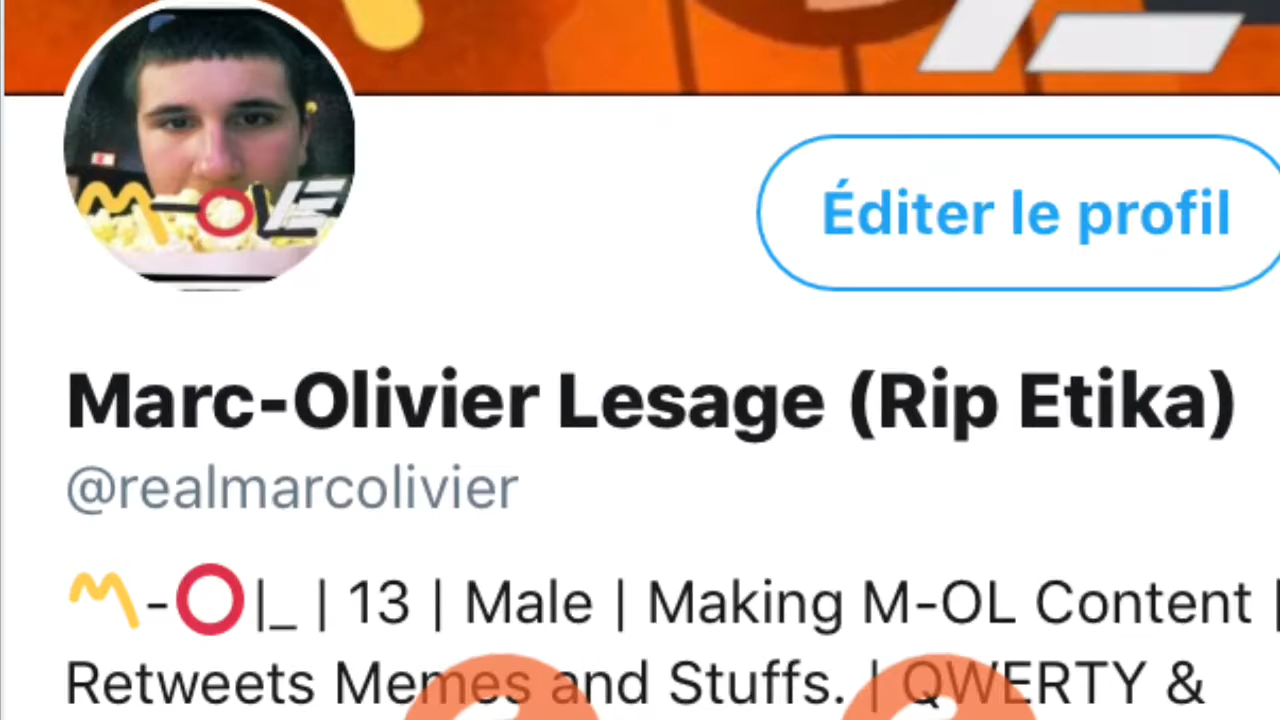 M-OLE
Éditer le profil
Marc-Olivier Lesage (Rip Etika)
@realmarcolivier
〽️-⭕|_ | 13 | Male | Making M-OL Content |
Retweets Memes and Stuffs. | QWERTY &